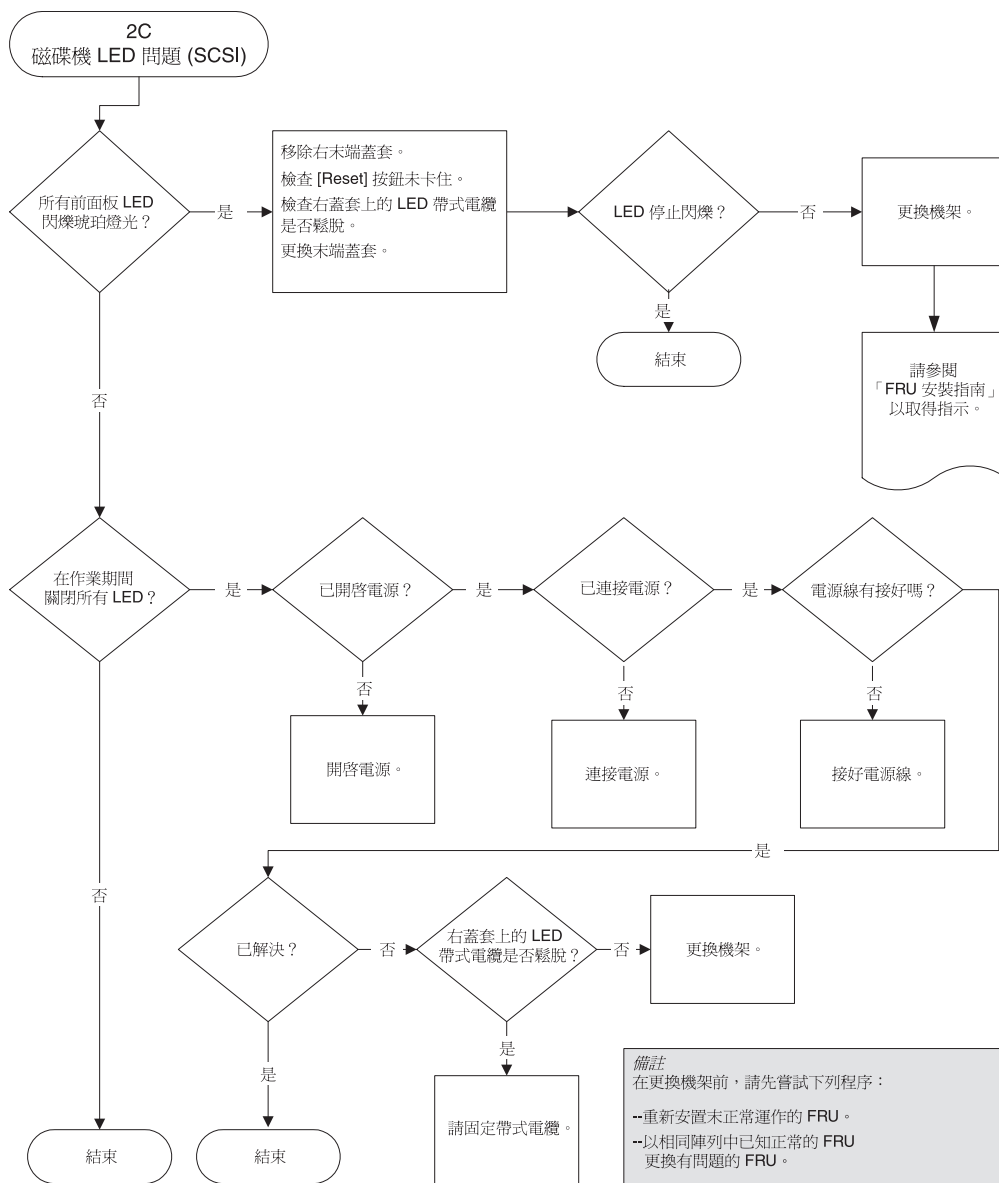 2C
磁碟機 LED 問題 (SCSI)
所有前面板 LED
閃爍琥珀燈光？
是
移除右末端蓋套。
檢查 [Reset] 按鈕未卡住。
檢查右蓋套上的 LED 帶式電纜
是否鬆脫。
更換末端蓋套。
LED 停止閃爍？
否
更換機架。
是
結束
請參閱
「FRU 安裝指南」
以取得指示。
否
在作業期間
關閉所有 LED？
是
已開啓電源？
是
已連接電源？
是
電源線有接好嗎？
否
否
否
開啓電源。
連接電源。
接好電源線。
是
否
已解決？
否
右蓋套上的 LED
帶式電纜是否鬆脫？
否
更換機架。
是
是
請固定帶式電纜。
結束
結束
備註
在更換機架前，請先嘗試下列程序：
--重新安置未正常運作的 FRU。
--以相同陣列中已知正常的 FRU
更換有問題的 FRU。